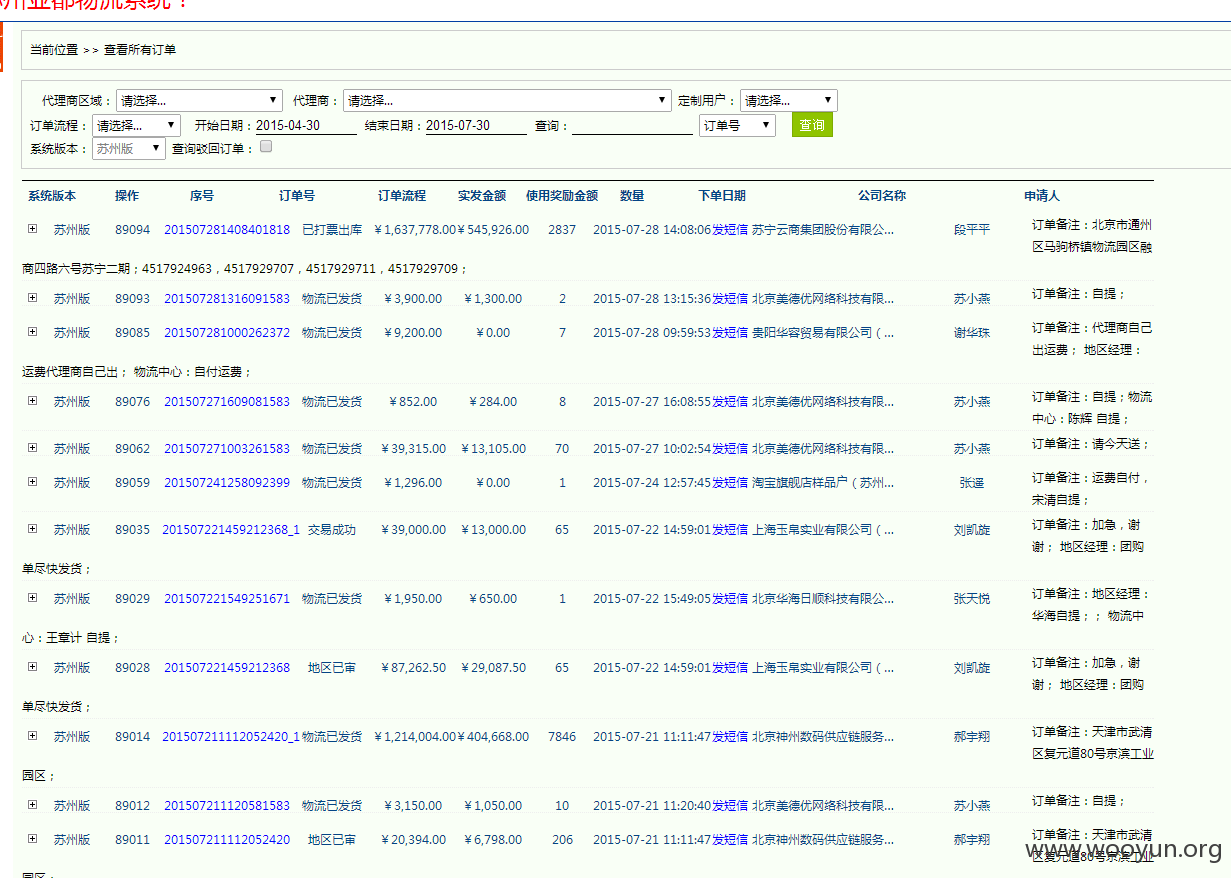 州业都物流系统！
当前位置 >> 查看所有订单
代理商区域： 请选择... 代理商： 请选择... 定制用户： 请选择...
订单流程： 请选择... 开始日期： 2015-04-30 结束日期： 2015-07-30 查询： 订单号 查询
系统版本： 苏州版 查询驳回订单：
系统版本 操作 序号 订单号 订单流程 实发金额 使用奖励金额 数量 下单日期 公司名称 申请人
苏州版 89094 201507281408401818 已打票出库 ￥1,637,778.00 ￥545,926.00 2837 2015-07-28 14:08:06 发短信 苏宁云商集团股份有限公... 段平平 订单备注：北京市通州
区马驹桥镇物流园区融
商四路六号苏宁二期；4517924963，4517929707，4517929711，4517929709；
苏州版 89093 201507281316091583 物流已发货 ￥3,900.00 ￥1,300.00 2 2015-07-28 13:15:36 发短信 北京美德优网络科技有限... 苏小燕 订单备注：自提；
苏州版 89085 201507281000262372 物流已发货 ￥9,200.00 ￥0.00 7 2015-07-28 09:59:53 发短信 贵阳华容贸易有限公司（... 谢华珠 订单备注：代理商自己
出运费； 地区经理：
运费代理商自己出； 物流中心：自付运费；
苏州版 89076 201507271609081583 物流已发货 ￥852.00 ￥284.00 8 2015-07-27 16:08:55 发短信 北京美德优网络科技有限... 苏小燕 订单备注：自提；物流
中心：陈辉 自提；
苏州版 89062 201507271003261583 物流已发货 ￥39,315.00 ￥13,105.00 70 2015-07-27 10:02:54 发短信 北京美德优网络科技有限... 苏小燕 订单备注：请今天送；
苏州版 89059 201507241258092399 物流已发货 ￥1,296.00 ￥0.00 1 2015-07-24 12:57:45 发短信 淘宝旗舰店样品户（苏州... 张遥 订单备注：运费自付，
宋清自提；
苏州版 89035 201507221459212368_1 交易成功 ￥39,000.00 ￥13,000.00 65 2015-07-22 14:59:01 发短信 上海玉帛实业有限公司（... 刘凯旋 订单备注：加急，谢
谢； 地区经理：团购
单尽快发货；
苏州版 89029 201507221549251671 物流已发货 ￥1,950.00 ￥650.00 1 2015-07-22 15:49:05 发短信 北京华海日顺科技有限公... 张天悦 订单备注：地区经理：
华海自提；； 物流中
心：王章计 自提；
苏州版 89028 201507221459212368 地区已审 ￥87,262.50 ￥29,087.50 65 2015-07-22 14:59:01 发短信 上海玉帛实业有限公司（... 刘凯旋 订单备注：加急，谢
谢； 地区经理：团购
单尽快发货；
苏州版 89014 201507211112052420_1 物流已发货 ￥1,214,004.00 ￥404,668.00 7846 2015-07-21 11:11:47 发短信 北京神州数码供应链服务... 郝宇翔 订单备注：天津市武清
区复元道80号京滨工业
园区；
苏州版 89012 201507211120581583 物流已发货 ￥3,150.00 ￥1,050.00 10 2015-07-21 11:20:40 发短信 北京美德优网络科技有限... 苏小燕 订单备注：自提；
苏州版 89011 201507211112052420 地区已审 ￥20,394.00 ￥6,798.00 206 2015-07-21 11:11:47 发短信 北京神州数码供应链服务... 郝宇翔 订单备注：天津市武清
区复元道80号京滨工业
www.wooyun.org
园区；